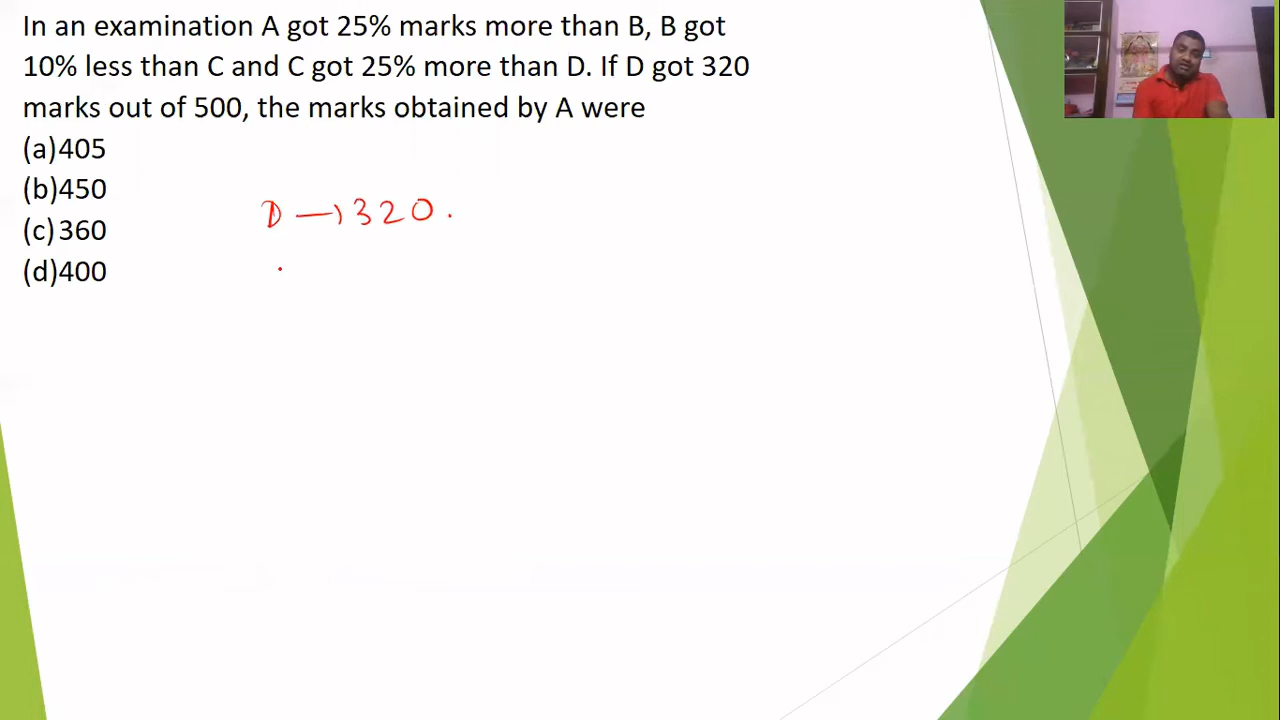 In an examination A got 25% marks more than B, B got
10% less than C and C got 25% more than D. If D got 320
marks out of 500, the marks obtained by A were
(a)405
(b)450
(c)360
(d)400
D → 320 .